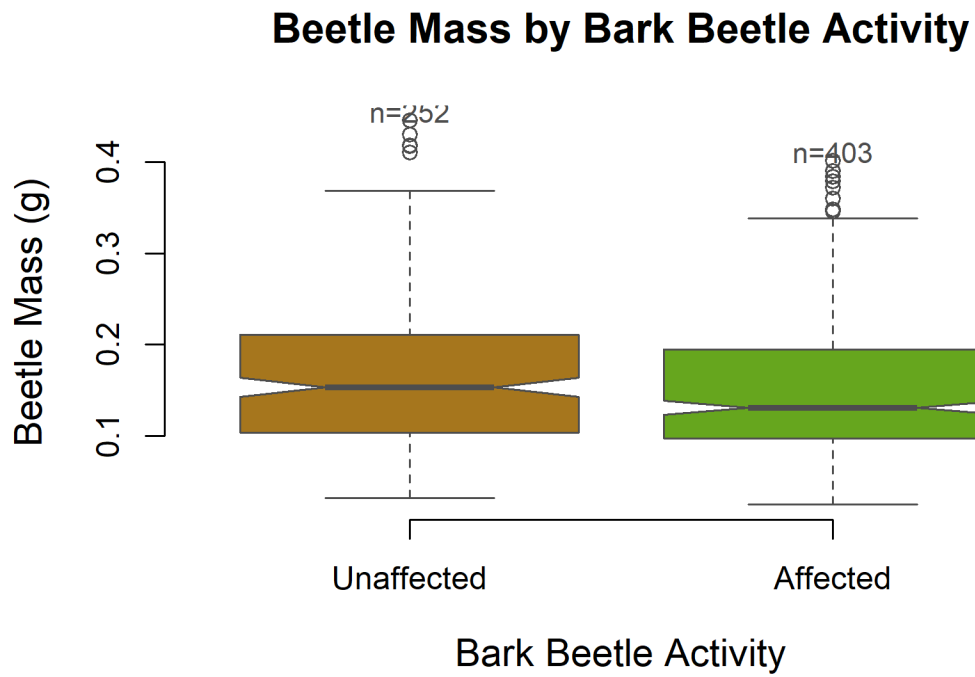 Beetle Mass by Bark Beetle Activity
n=252
n=403
Beetle Mass (g)
0.4
0.3
0.2
0.1
Unaffected
Affected
Bark Beetle Activity